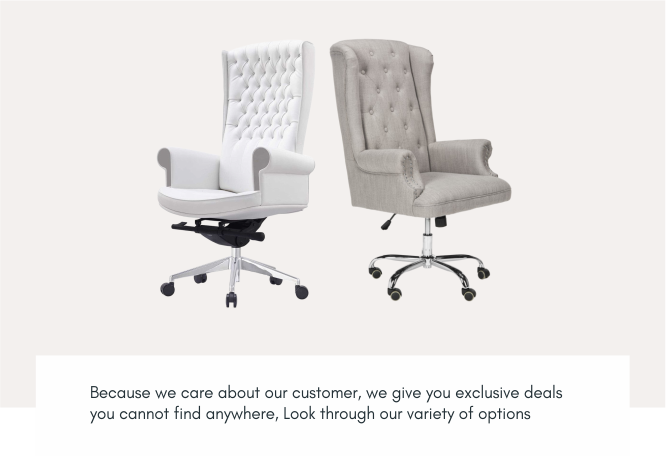 Because we care about our customer, we give you exclusive deals
you cannot find anywhere, Look through our variety of options